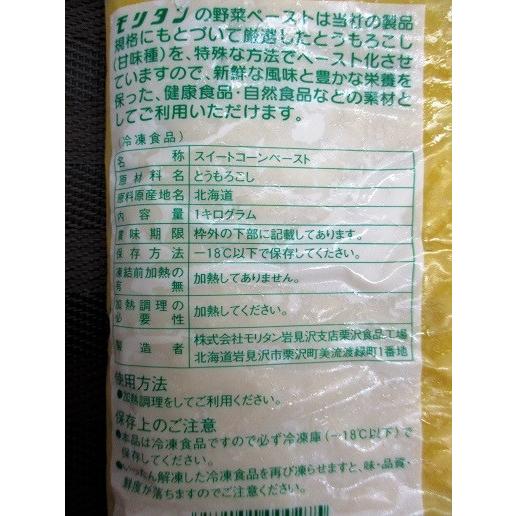 モリタンの野菜ペーストは当社の製品
規格にもとづいて厳選したとうもろこし
(甘味種)を、特殊な方法でペースト化させ
ていますので、新鮮な風味と豊かな栄養を
保った、健康食品・自然食品などの素材と
してご利用いただけます。
(冷凍食品)
名称 スイートコーンペースト
原材料名 とうもろこし
原料原産地名 北海道
内容量 1キログラム
賞味期限 枠外の下部に記載してあります。
保存方法 −18℃以下で保存してください。
凍結前加熱の有無 加熱してありません。
加熱調理の必要性 加熱してください。
製造者 株式会社モリタン岩見沢支店栗沢食品工場
北海道岩見沢市栗沢町美流渡緑町1番地
使用方法
●加熱調理をしてご利用ください。
保存上のご注意
●本品は冷凍食品ですので必ず冷凍庫(−18℃以下)で
保存してください。
●いったん解凍した冷凍食品を再び凍らせますと、味・品質・
鮮度が落ちますのでご注意ください。